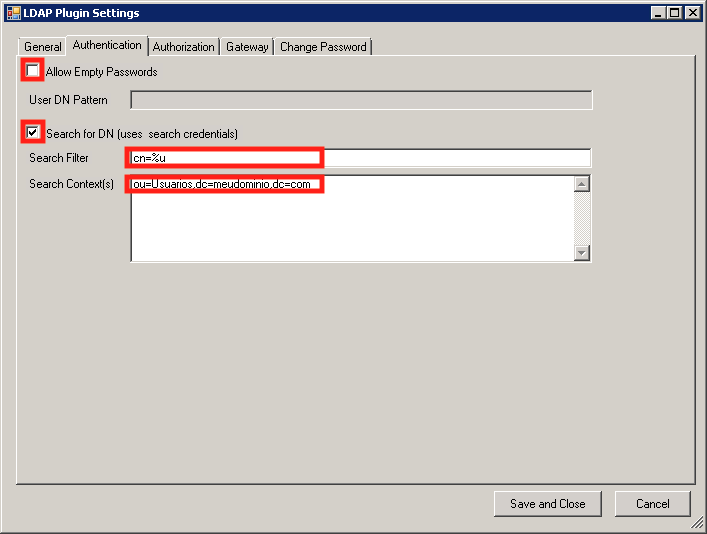 LDAP Plugin Settings
General Authentication Authorization Gateway Change Password
Allow Empty Passwords
User DN Pattern
Search for DN (uses search credentials)
Search Filter cn=%u
Search Context(s) ou=Usuarios,dc=meudominio,dc=com
Save and Close Cancel